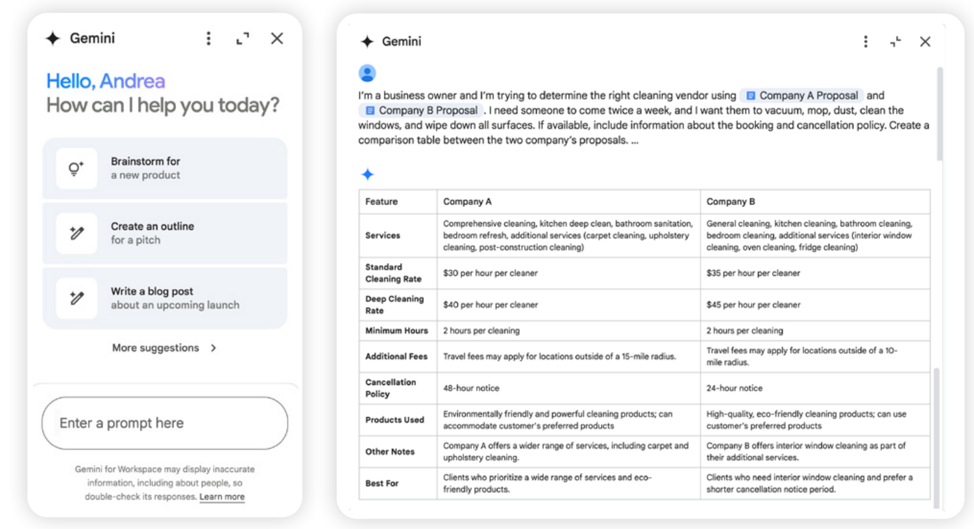 Gemini
Hello, Andrea
How can I help you today?
Brainstorm for
a new product
Create an outline
for a pitch
Write a blog post
about an upcoming launch
More suggestions >
Enter a prompt here
Gemini for Workspace may display inaccurate
information, including about people, so
double-check its responses. Learn more
Gemini
I'm a business owner and I'm trying to determine the right cleaning vendor using Company A Proposal and
Company B Proposal . I need someone to come twice a week, and I want them to vacuum, mop, dust, clean the
windows, and wipe down all surfaces. If available, include information about the booking and cancellation policy. Create a
comparison table between the two company's proposals. ...
Feature Company A Company B
Services
Comprehensive cleaning, kitchen deep clean, bathroom sanitation,
bedroom refresh, additional services (carpet cleaning, upholstery
cleaning, post-construction cleaning)
General cleaning, kitchen cleaning, bathroom cleaning,
bedroom cleaning, additional services (interior window
cleaning, oven cleaning, fridge cleaning)
Standard
Cleaning Rate
$30 per hour per cleaner
$35 per hour per cleaner
Deep Cleaning
Rate
$40 per hour per cleaner
$45 per hour per cleaner
Minimum Hours 2 hours per cleaning 2 hours per cleaning
Additional Fees
Travel fees may apply for locations outside of a 15-mile radius.
Travel fees may apply for locations outside of a 10-
mile radius.
Cancellation
Policy
48-hour notice
24-hour notice
Products Used
Environmentally friendly and powerful cleaning products; can
accommodate customer's preferred products
High-quality, eco-friendly cleaning products; can use
customer's preferred products
Other Notes
Company A offers a wider range of services, including carpet and
upholstery cleaning.
Company B offers interior window cleaning as part of
their additional services.
Best For
Clients who prioritize a wide range of services and eco-
friendly products.
Clients who need interior window cleaning and prefer a
shorter cancellation notice period.